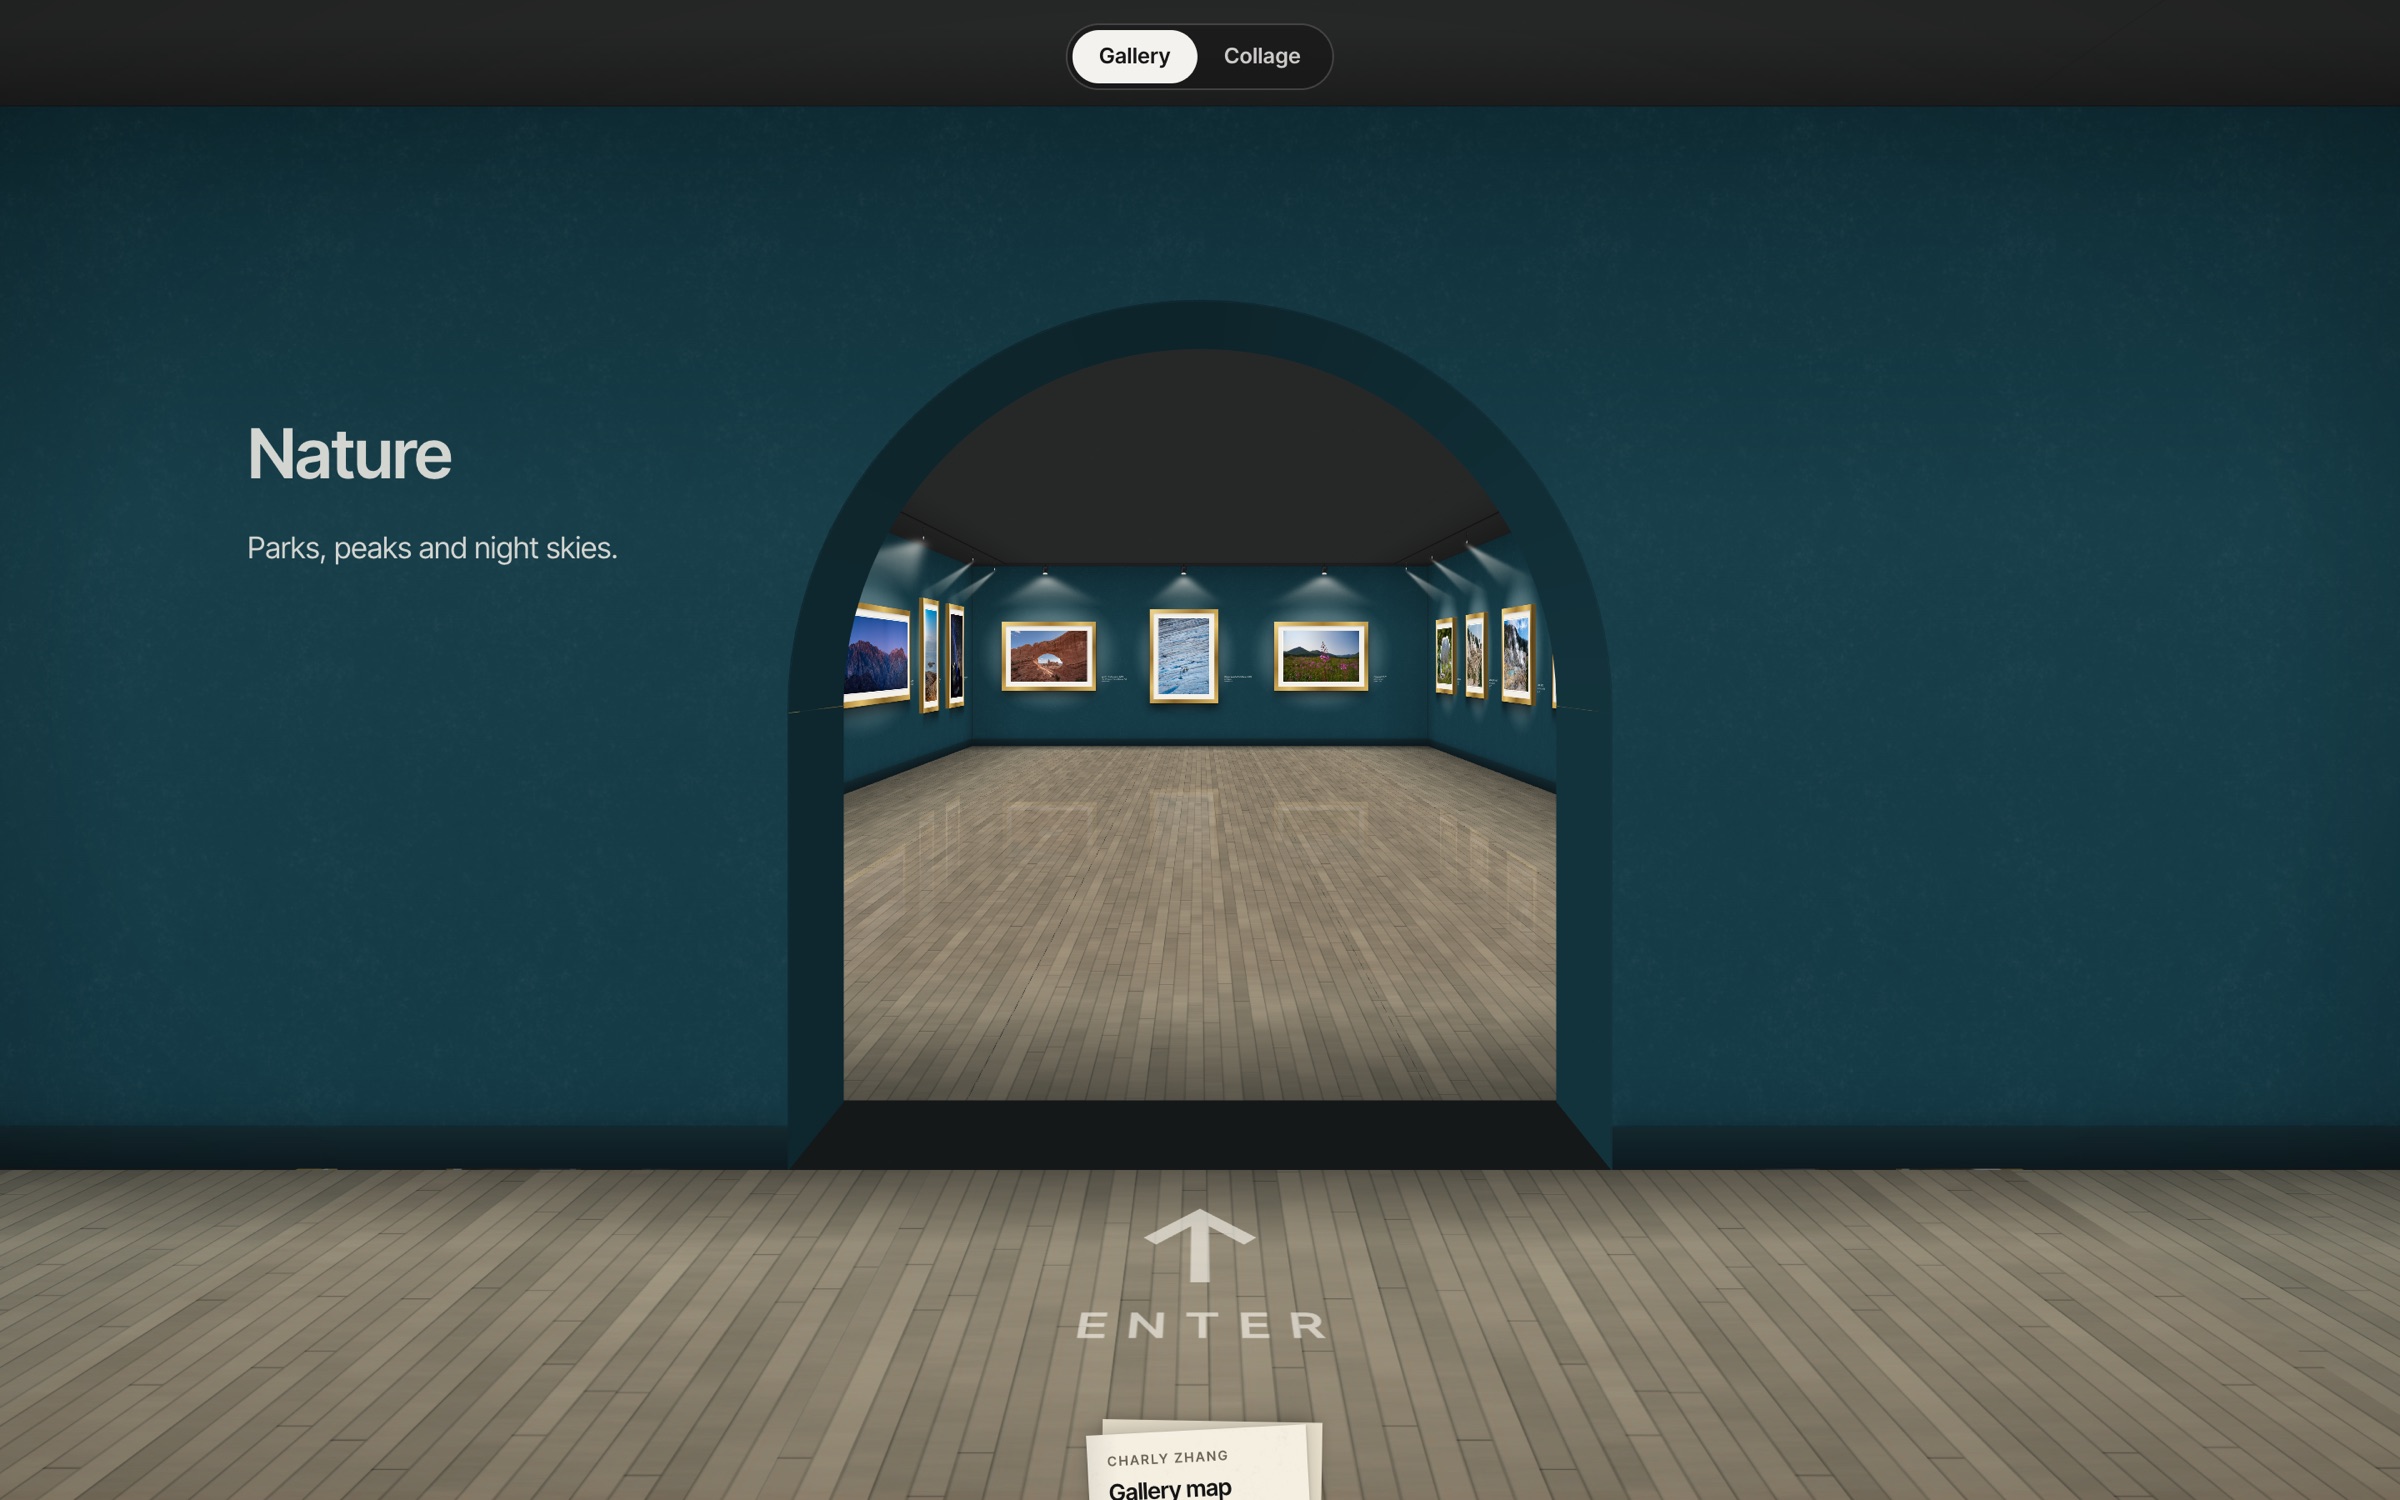 Gallery
Collage
Nature
Parks, peaks and night skies.
ENTER
CHARLY ZHANG
Gallery map